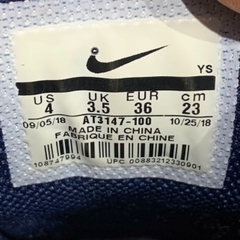 YS
US UK EUR cm
4 3.5 36 23
09/05/18 10/25/18
AT3147-100
MADE IN CHINA
FABRIQUE EN CHINE
UPC 00883212330901